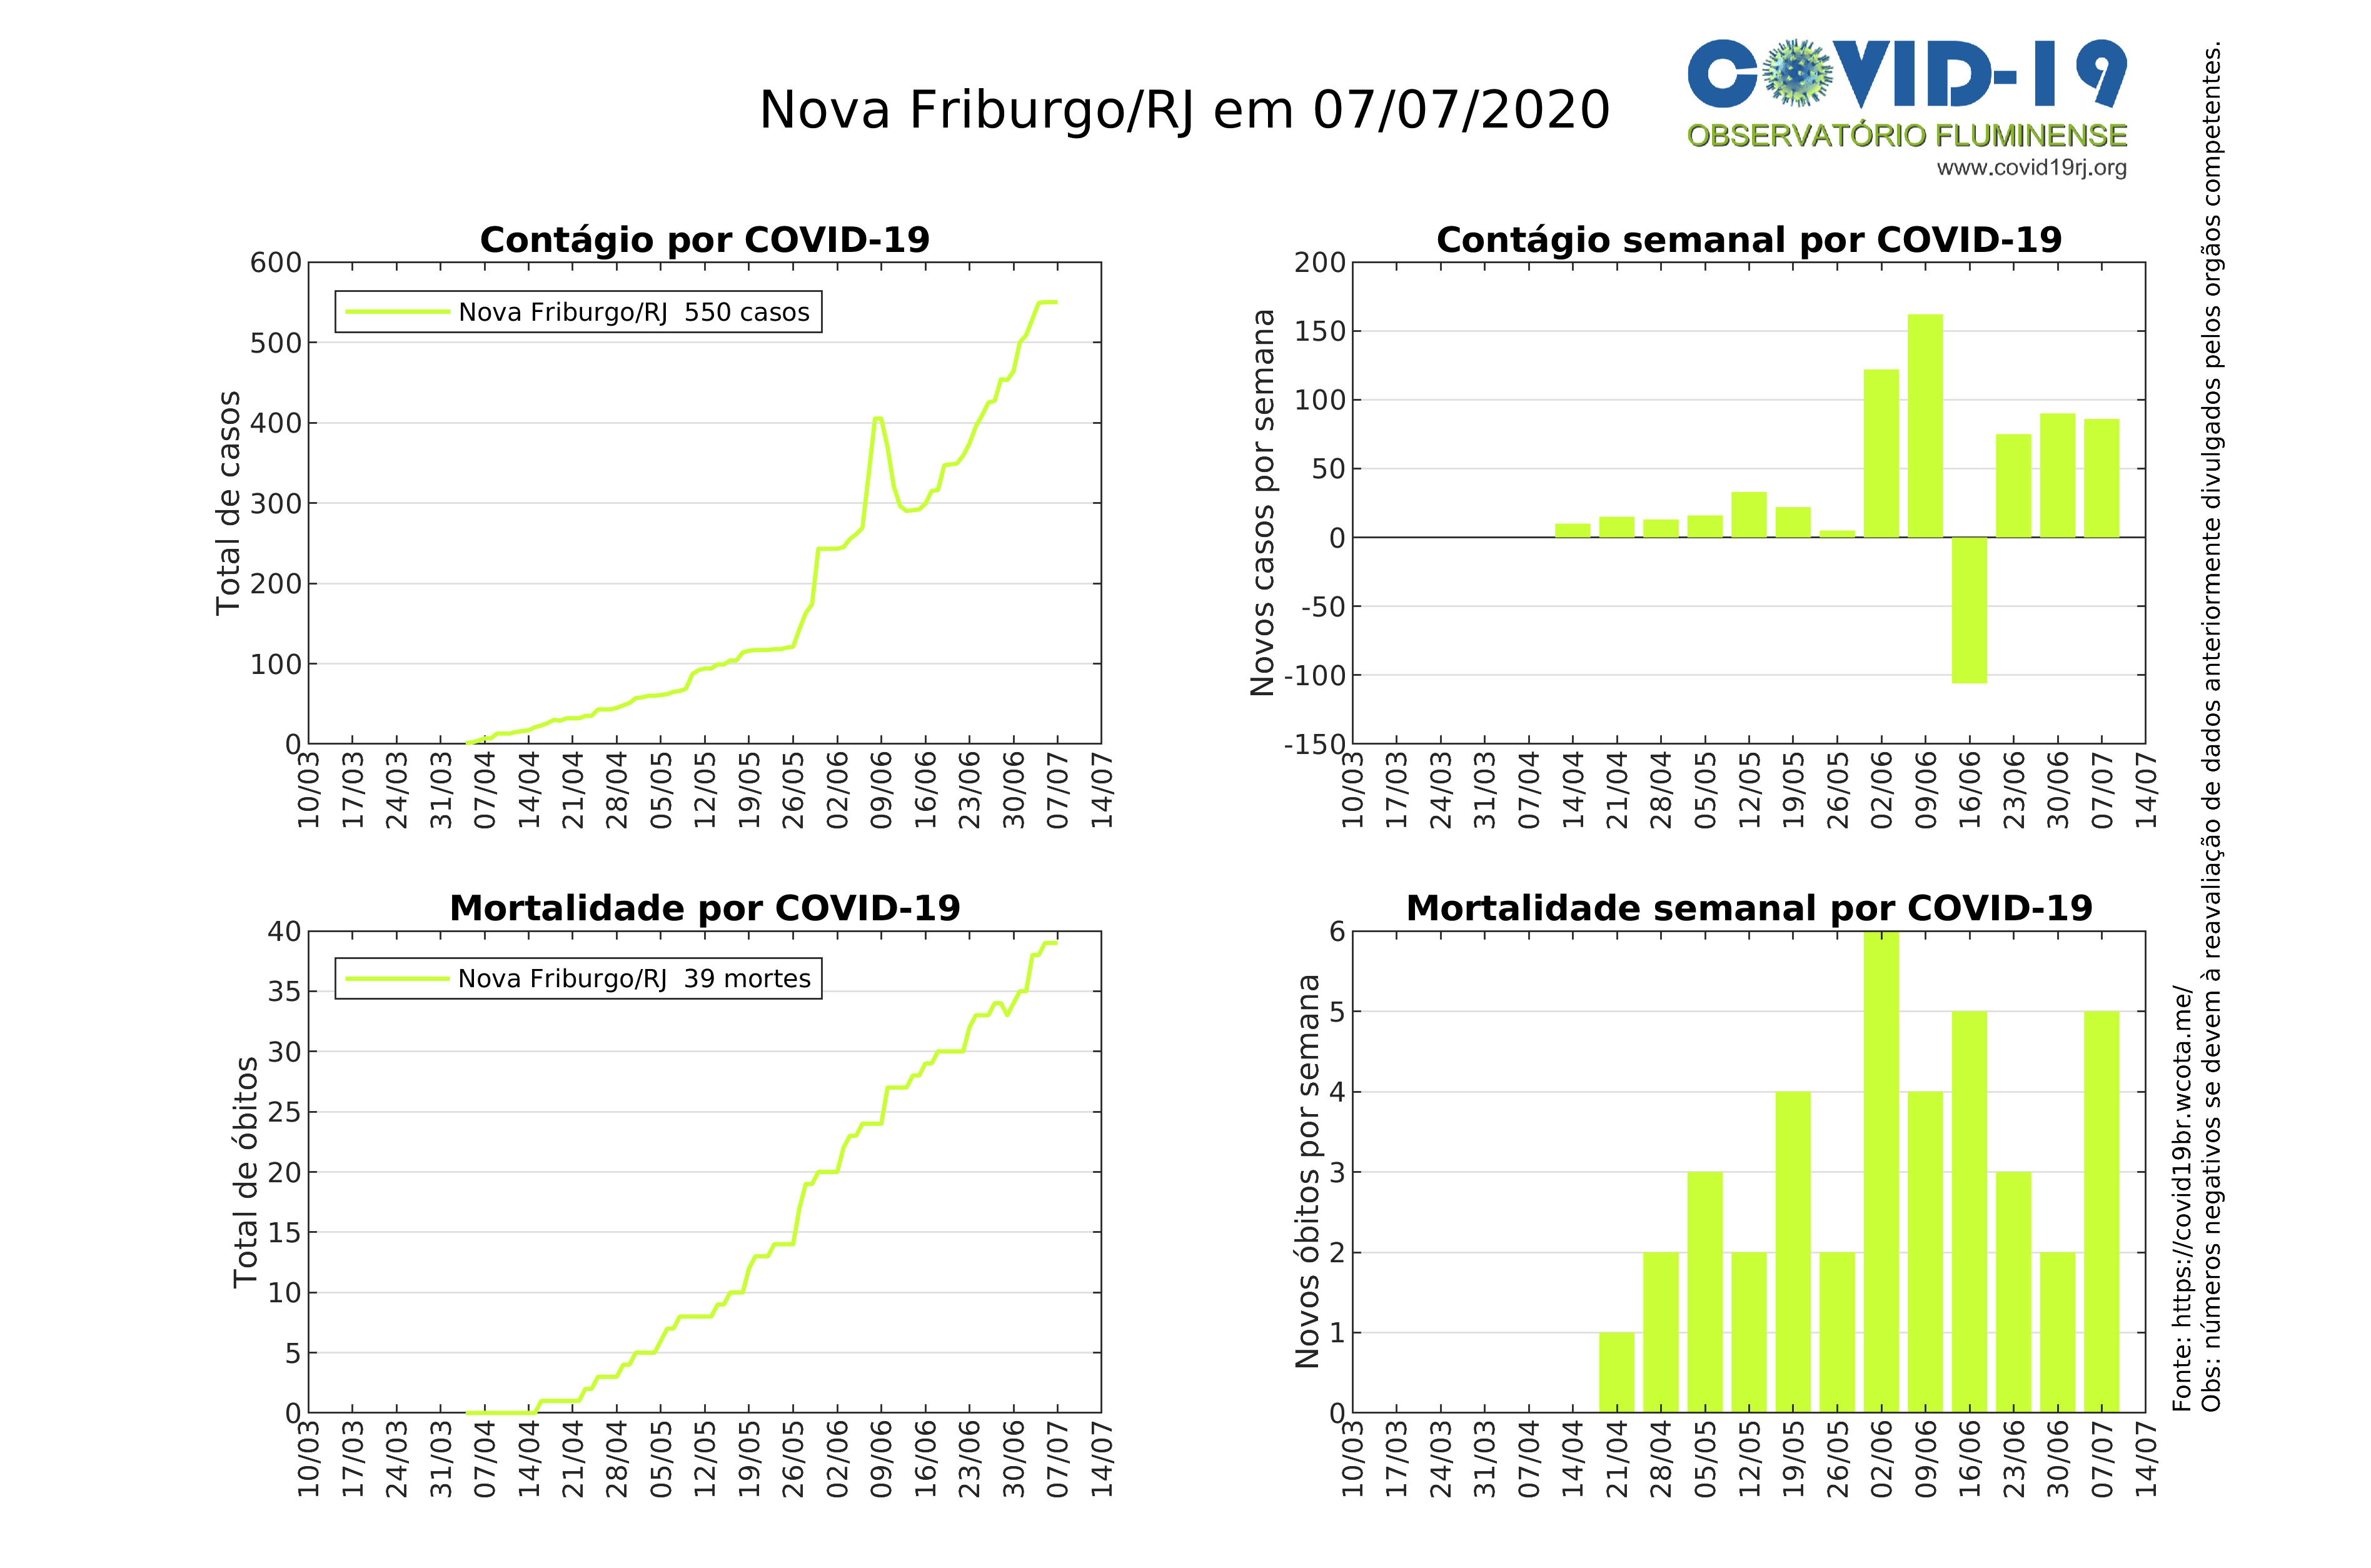 Nova Friburgo/RJ em 07/07/2020
COVID-19
OBSERVATÓRIO FLUMINENSE
www.covid19rj.org
Contágio por COVID-19
Total de casos
600
500
400
300
200
100
0
Nova Friburgo/RJ 550 casos
10/03 17/03 24/03 31/03 07/04 14/04 21/04 28/04 05/05 12/05 19/05 26/05 02/06 09/06 16/06 23/06 30/06 07/07 14/07
Contágio semanal por COVID-19
Novos casos por semana
200
150
100
50
0
-50
-100
-150
10/03 17/03 24/03 31/03 07/04 14/04 21/04 28/04 05/05 12/05 19/05 26/05 02/06 09/06 16/06 23/06 30/06 07/07 14/07
Mortalidade por COVID-19
Total de óbitos
40
35
30
25
20
15
10
5
0
Nova Friburgo/RJ 39 mortes
10/03 17/03 24/03 31/03 07/04 14/04 21/04 28/04 05/05 12/05 19/05 26/05 02/06 09/06 16/06 23/06 30/06 07/07 14/07
Mortalidade semanal por COVID-19
Novos óbitos por semana
6
5
4
3
2
1
0
10/03 17/03 24/03 31/03 07/04 14/04 21/04 28/04 05/05 12/05 19/05 26/05 02/06 09/06 16/06 23/06 30/06 07/07 14/07
Fonte: https://covid19br.wcota.me/
Obs: números negativos se devem à reavaliação de dados anteriormente divulgados pelos orgãos competentes.